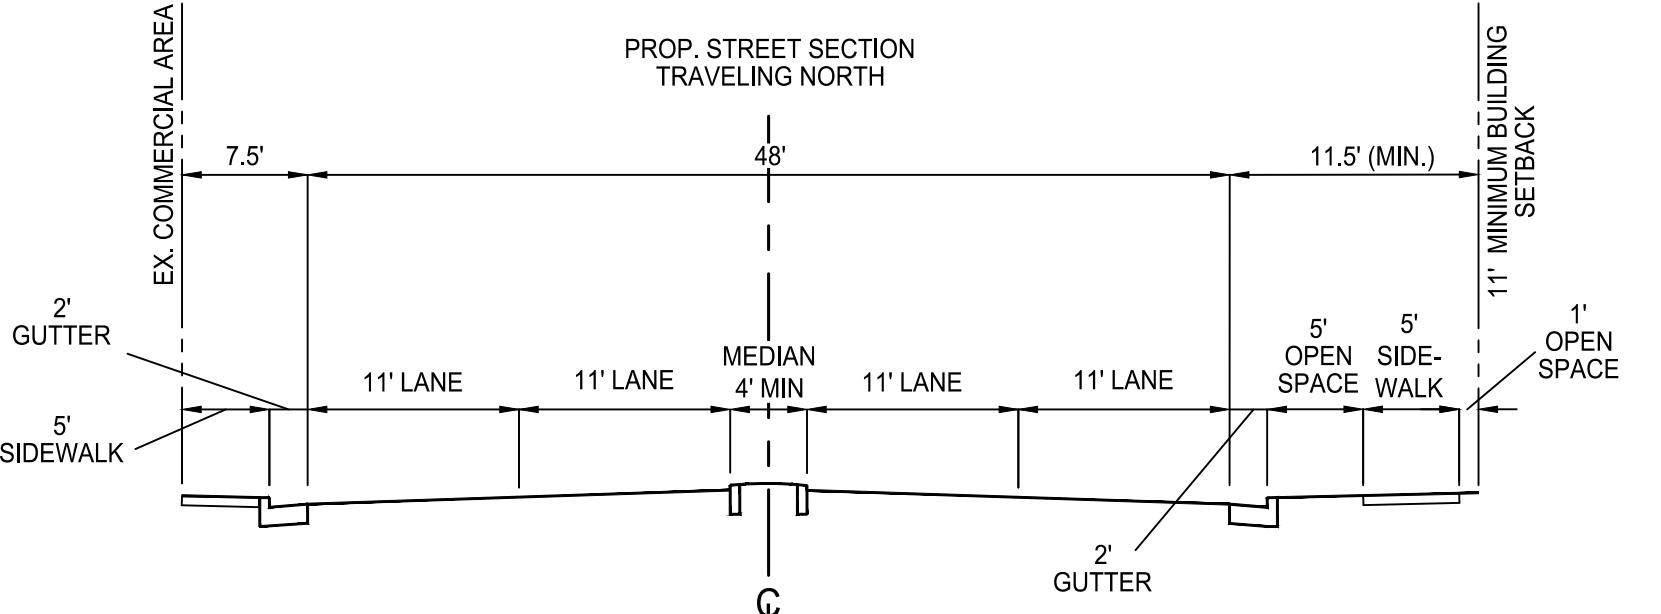 PROP. STREET SECTION
TRAVELING NORTH
EX. COMMERCIAL AREA
11' MINIMUM BUILDING
SETBACK
7.5'
48'
11.5' (MIN.)
2'
GUTTER
5'
SIDEWALK
11' LANE
11' LANE
MEDIAN
4' MIN
11' LANE
11' LANE
5'
OPEN
SPACE
5'
SIDE-
WALK
1'
OPEN
SPACE
2'
GUTTER
℄